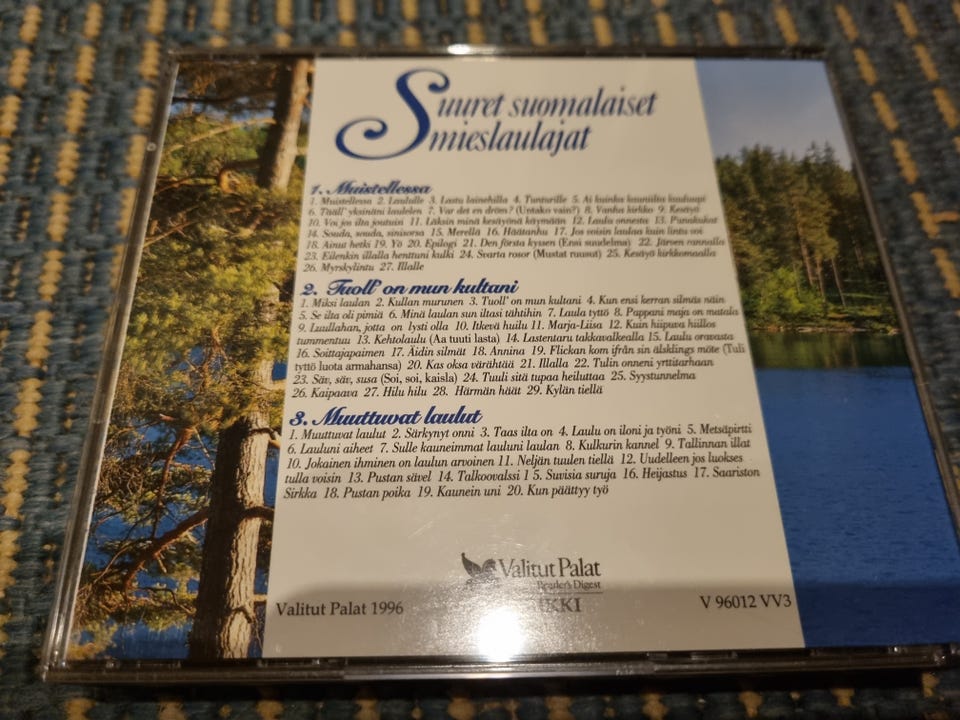 Suuret suomalaiset
mieslaulajat
1. Muistellessa
1. Muistellessa 2. Laululle 3. Lastu lainehilla 4. Tunturille 5. Ai kuinka kauniilta kauluupi
6. Tääll' yksinäni laulelen 7. Var det en dröm? (Untako vain?) 8. Vanha kirkko 9. Kesäyö
10. Voi jos ilta joutuisi 11. Läksin minä kesäyönä käymään 12. Laulu onnesta 13. Punakukat
14. Souda, souda, sinisorsa 15. Merellä 16. Häätanhu 17. Jos voisin laulaa kuin lintu voi
18. Ainut hetki 19. Yö 20. Epilogi 21. Den första kyssen (Ensi suudelma) 22. Järven rannalla
23. Eilenkin illalla henttuni kulki 24. Svarta rosor (Mustat ruusut) 25. Kesäyö kirkkomaalla
26. Myrskylintu 27. Illalle
2. Tuoll' on mun kultani
1. Miksi laulan 2. Kullan murunen 3. Tuoll' on mun kultani 4. Kun ensi kerran silmäs näin
5. Se ilta oli pimiä 6. Minä laulan sun iltasi tähtihin 7. Laula tyttö 8. Pappani maja on matala
9. Luullahan, jotta on lysti olla 10. Itkevä huilu 11. Marja-Liisa 12. Kuin hiipuva hiillos
tummentuu 13. Kehtolaulu (Aa tuuti lasta) 14. Lastentaru takkavalkealla 15. Laulu oravasta
16. Soittajapaimen 17. Äidin silmät 18. Annina 19. Flickan kom ifrån sin älsklings möte (Tuli
tyttö luota armahansa) 20. Kas oksa värähtää 21. Illalla 22. Tulin onneni yrttitarhaan
23. Säv, säv, susa (Soi, soi, kaisla) 24. Tuuli sitä tupaa heiluttaa 25. Syystunnelma
26. Kaipaava 27. Hilu hilu 28. Härmän häät 29. Kylän tiellä
3. Muuttuvat laulut
1. Muuttuvat laulut 2. Särkynyt onni 3. Taas ilta on 4. Laulu on iloni ja työni 5. Metsäpirtti
6. Lauluni aiheet 7. Sulle kauneimmat lauluni laulan 8. Kulkurin kannel 9. Tallinnan illat
10. Jokainen ihminen on laulun arvoinen 11. Neljän tuulen tiellä 12. Uudelleen jos luokses
tulla voisin 13. Pustan sävel 14. Talkoovalssi 1 5. Suvisia suruja 16. Heijastus 17. Saariston
Sirkka 18. Pustan poika 19. Kaunein uni 20. Kun päättyy työ
Valitut Palat
Reader's Digest
Valitut Palat 1996
V 96012 VV3